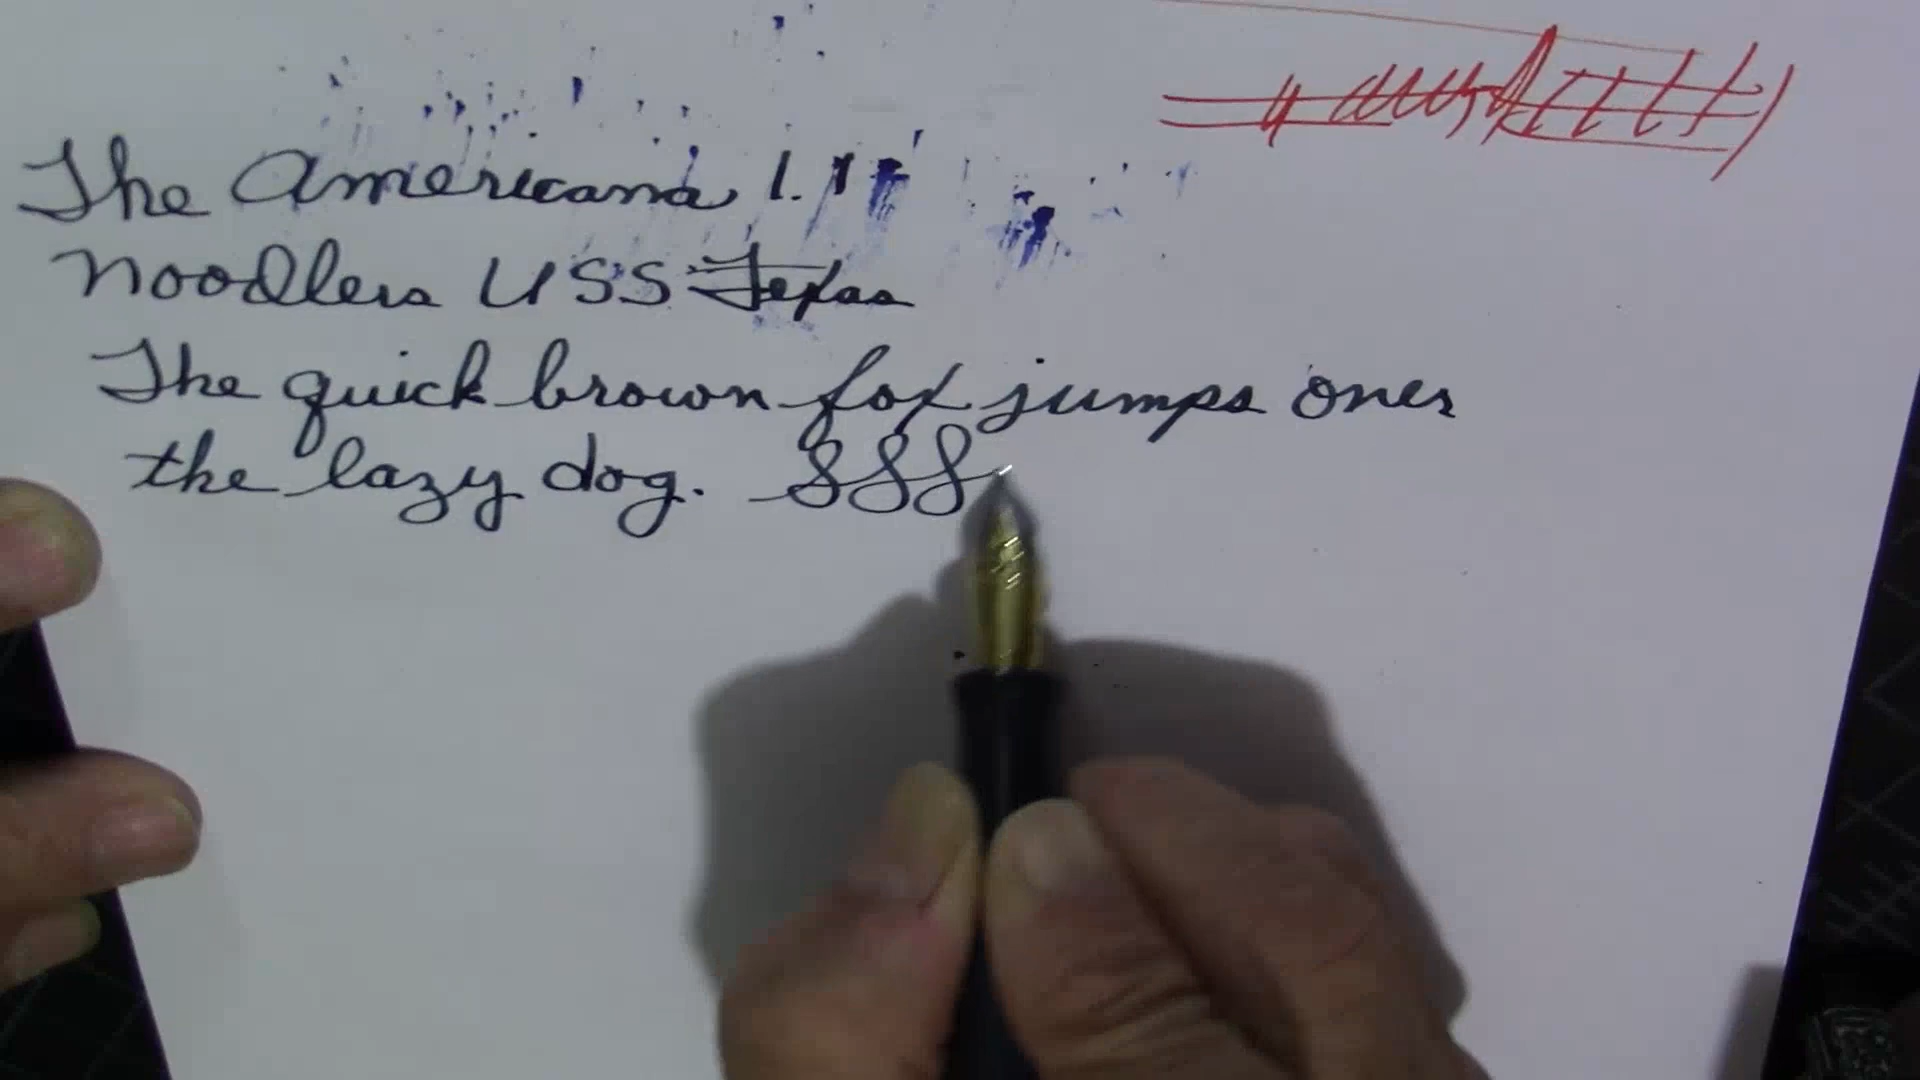 The Americana 1.1
Noodlers USS Texas
The quick brown fox jumps over
the lazy dog. SSS